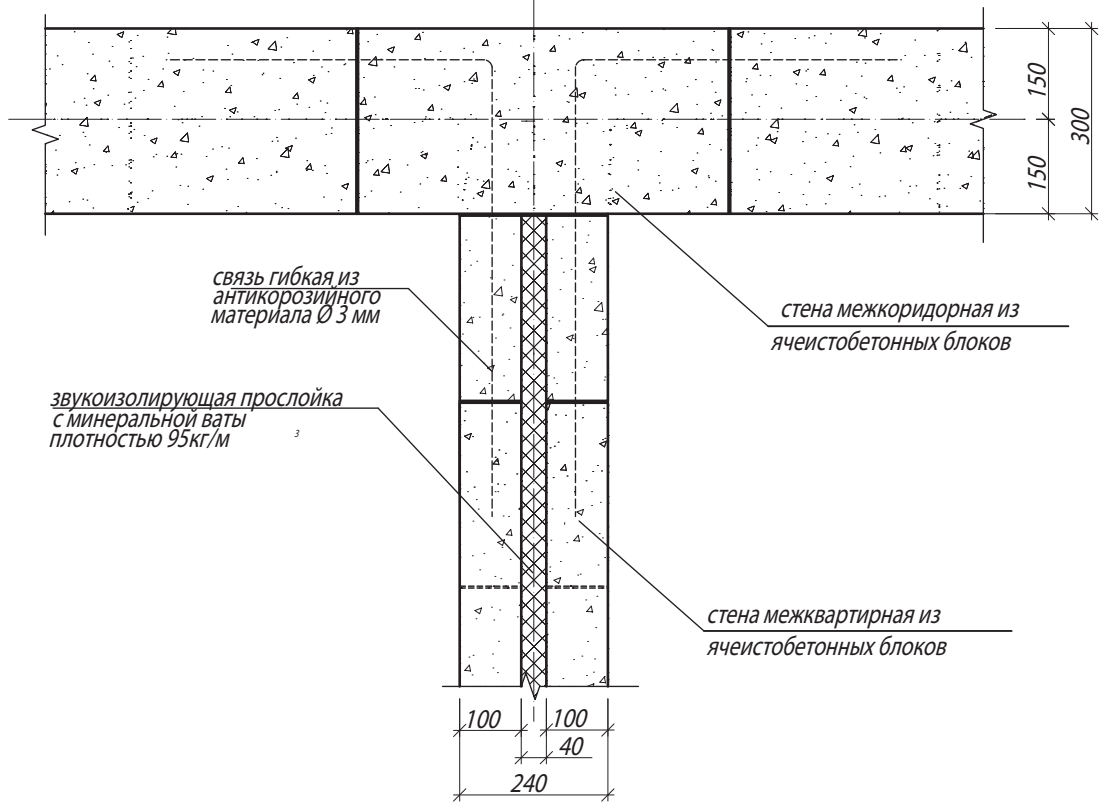 150
300
150
связь гибкая из
антикорозийного
материала Ø 3 мм
стена межкоридорная из
ячеистобетонных блоков
звукоизолирующая прослойка
с минеральной ваты
плотностью 95кг/м 3
стена межквартирная из
ячеистобетонных блоков
100
100
40
240